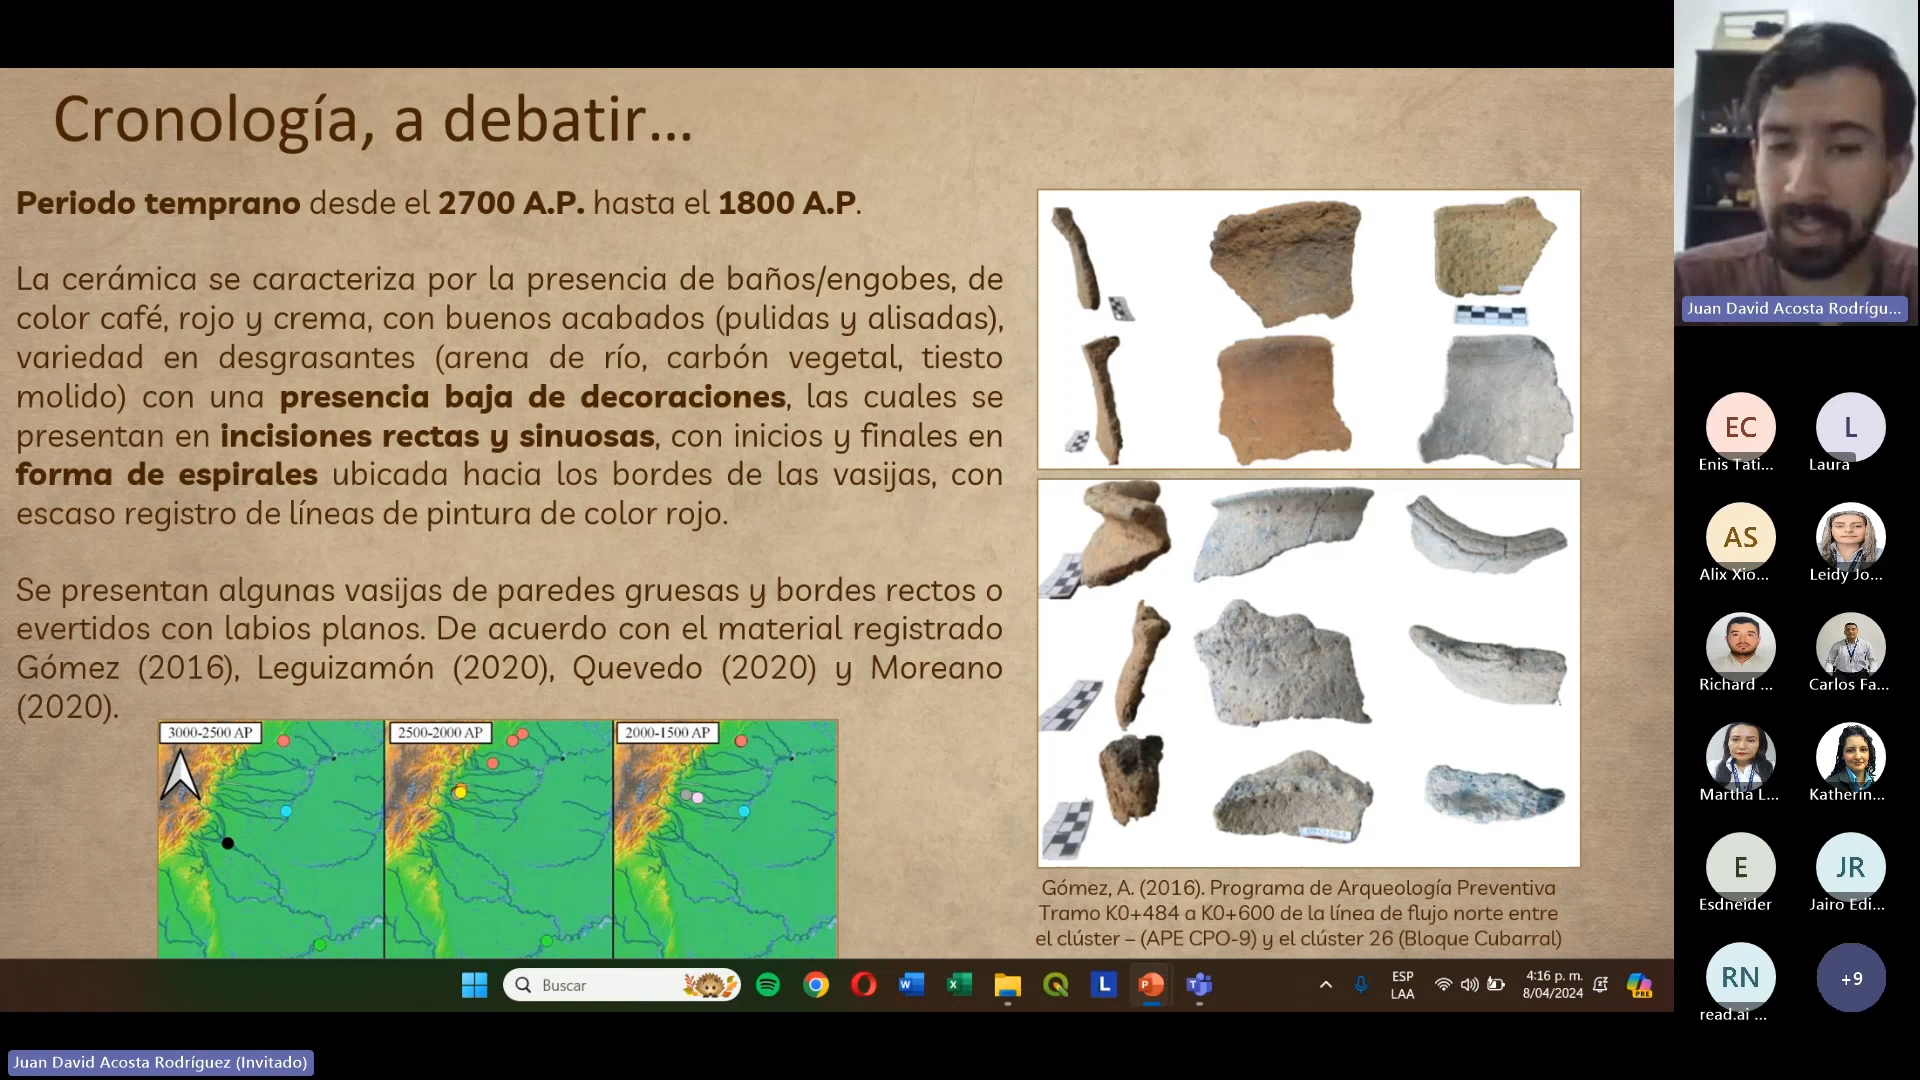 Cronología, a debatir...
Periodo temprano desde el 2700 A.P. hasta el 1800 A.P.
La cerámica se caracteriza por la presencia de baños/engobes, de
color café, rojo y crema, con buenos acabados (pulidas y alisadas),
variedad en desgrasantes (arena de río, carbón vegetal, tiesto
molido) con una presencia baja de decoraciones, las cuales se
presentan en incisiones rectas y sinuosas, con inicios y finales en
forma de espirales ubicada hacia los bordes de las vasijas, con
escaso registro de líneas de pintura de color rojo.
Se presentan algunas vasijas de paredes gruesas y bordes rectos o
evertidos con labios planos. De acuerdo con el material registrado
Gómez (2016), Leguizamón (2020), Quevedo (2020) y Moreano
(2020).
3000-2500 AP
2500-2000 AP
2000-1500 AP
Gómez, A. (2016). Programa de Arqueología Preventiva
Tramo K0+484 a K0+600 de la línea de flujo norte entre
el clúster – (APE CPO-9) y el clúster 26 (Bloque Cubarral)
Buscar
ESP
LAA
4:16 p. m.
8/04/2024
PRE
Juan David Acosta Rodríguez (Invitado)
Juan David Acosta Rodrígu...
EC
Enis Tati...
L
Laura
AS
Alix Xio...
Leidy Jo...
Richard ...
Carlos Fa...
Martha L...
Katherin...
E
Esdneider
JR
Jairo Edi...
RN
read.ai ...
+9